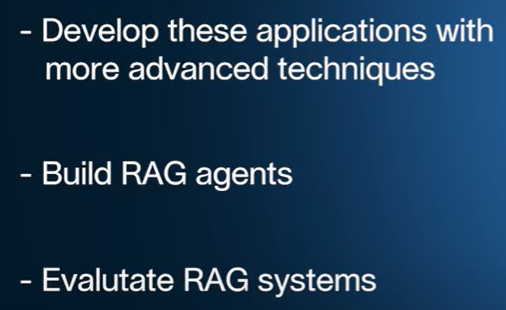 - Develop these applications with
more advanced techniques
- Build RAG agents
- Evalutate RAG systems